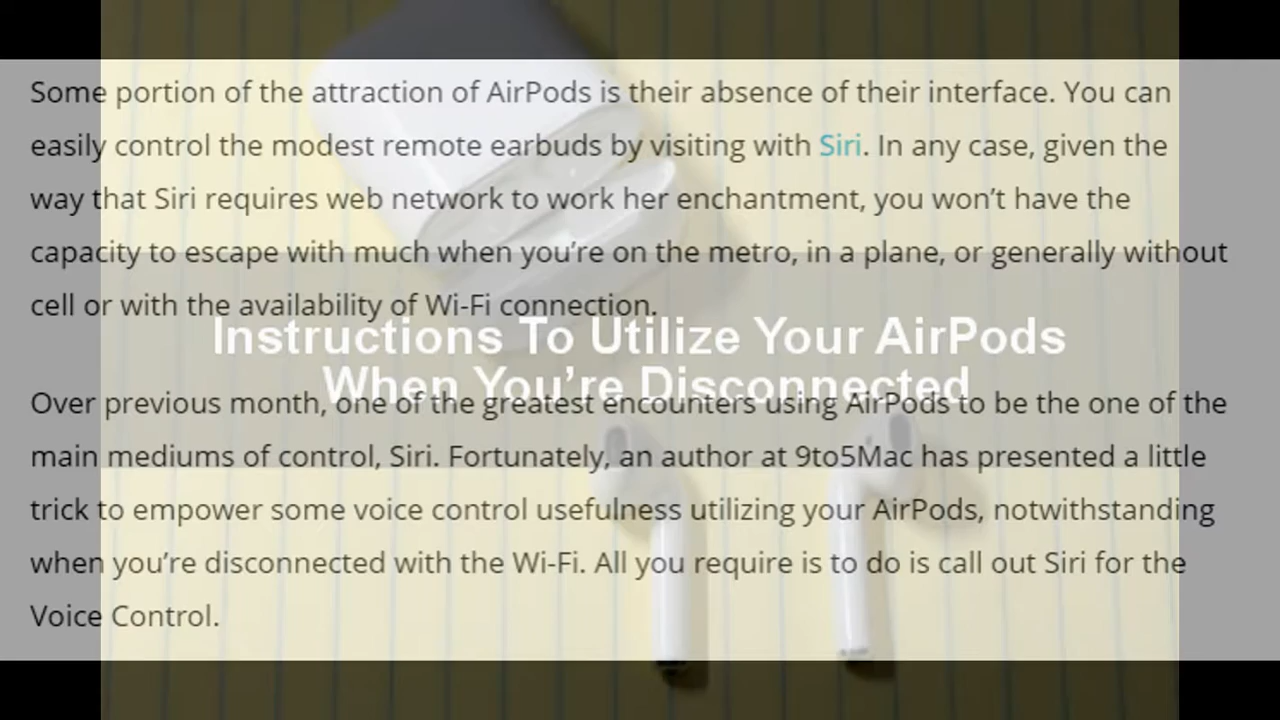 Some portion of the attraction of AirPods is their absence of their interface. You can
easily control the modest remote earbuds by visiting with Siri. In any case, given the
way that Siri requires web network to work her enchantment, you won't have the
capacity to escape with much when you're on the metro, in a plane, or generally without
cell or with the availability of Wi-Fi connection.
Instructions To Utilize Your AirPods
When You're Disconnected
Over previous month, one of the greatest encounters using AirPods to be the one of the
main mediums of control, Siri. Fortunately, an author at 9to5Mac has presented a little
trick to empower some voice control usefulness utilizing your AirPods, notwithstanding
when you're disconnected with the Wi-Fi. All you require is to do is call out Siri for the
Voice Control.